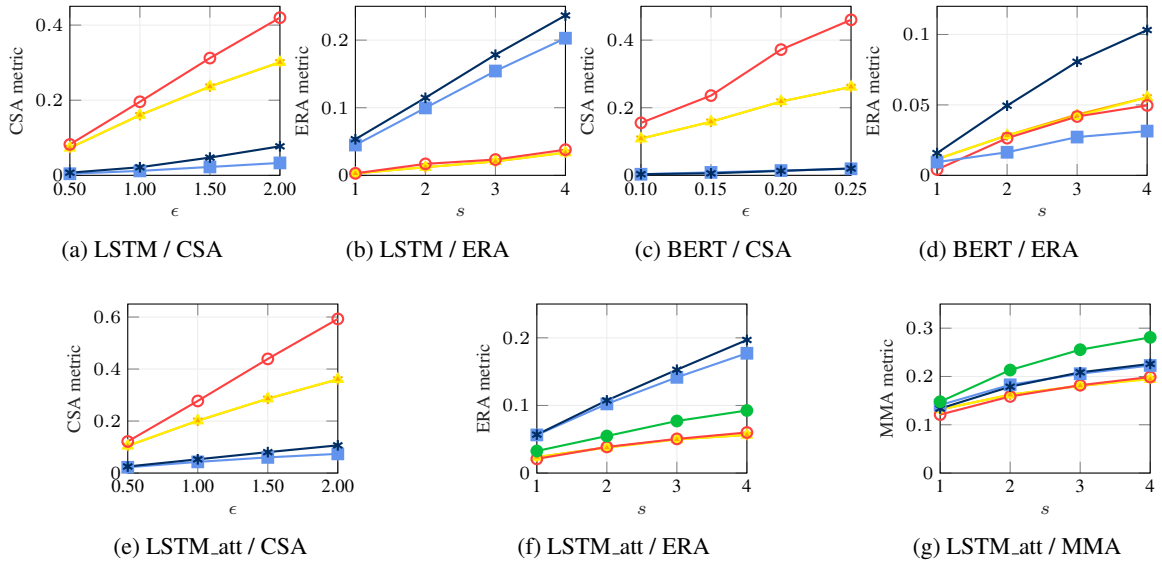 0.4
0.2
0
CSA metric
0.50 1.00 1.50 2.00
ϵ
(a) LSTM / CSA
0.2
0.1
0
ERA metric
1 2 3 4
s
(b) LSTM / ERA
0.4
0.2
0
CSA metric
0.10 0.15 0.20 0.25
ϵ
(c) BERT / CSA
0.1
0.05
0
ERA metric
1 2 3 4
s
(d) BERT / ERA
0.6
0.4
0.2
0
CSA metric
0.50 1.00 1.50 2.00
ϵ
(e) LSTM_att / CSA
0.2
0.1
0
ERA metric
1 2 3 4
s
(f) LSTM_att / ERA
0.3
0.2
0.1
0
MMA metric
1 2 3 4
s
(g) LSTM_att / MMA